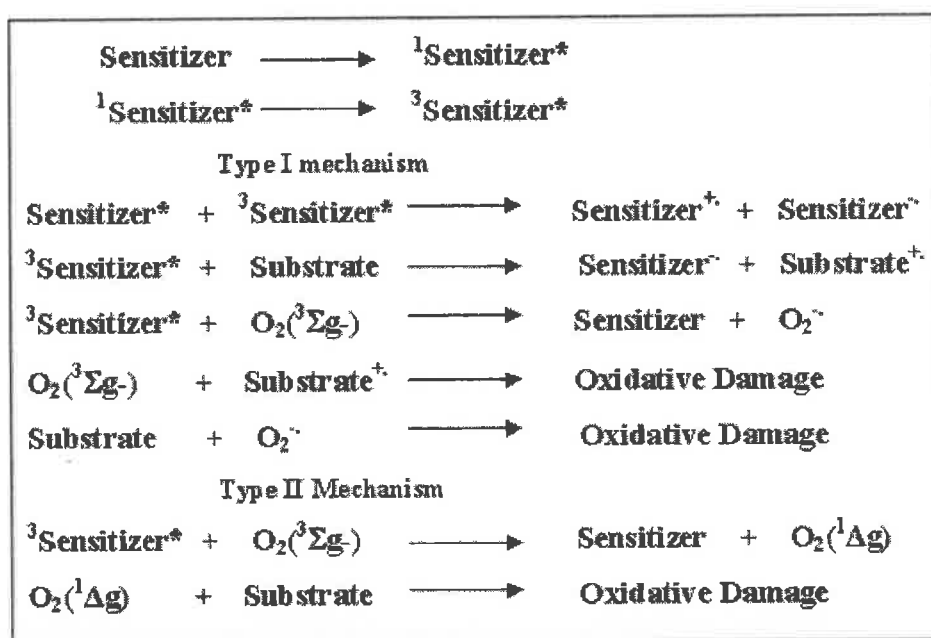 Sensitizer ⟶ ¹Sensitizer*
¹Sensitizer* ⟶ ³Sensitizer*
Type I mechanism
Sensitizer* + ³Sensitizer* ⟶ Sensitizer⁺· + Sensitizer⁻·
³Sensitizer* + Substrate ⟶ Sensitizer⁻· + Substrate⁺·
³Sensitizer* + O₂(³Σg-) ⟶ Sensitizer + O₂⁻·
O₂(³Σg-) + Substrate⁺· ⟶ Oxidative Damage
Substrate + O₂⁻· ⟶ Oxidative Damage
Type II Mechanism
³Sensitizer* + O₂(³Σg-) ⟶ Sensitizer + O₂(¹Δg)
O₂(¹Δg) + Substrate ⟶ Oxidative Damage